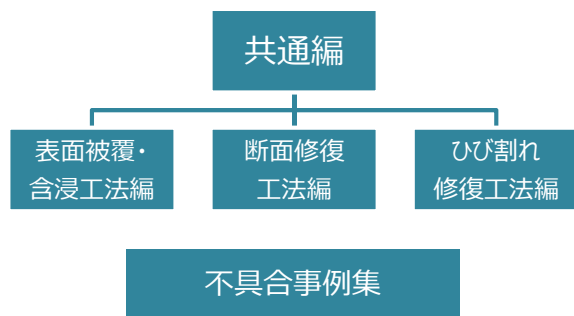 共通編
表面被覆・
含浸工法編
断面修復
工法編
ひび割れ
修復工法編
不具合事例集